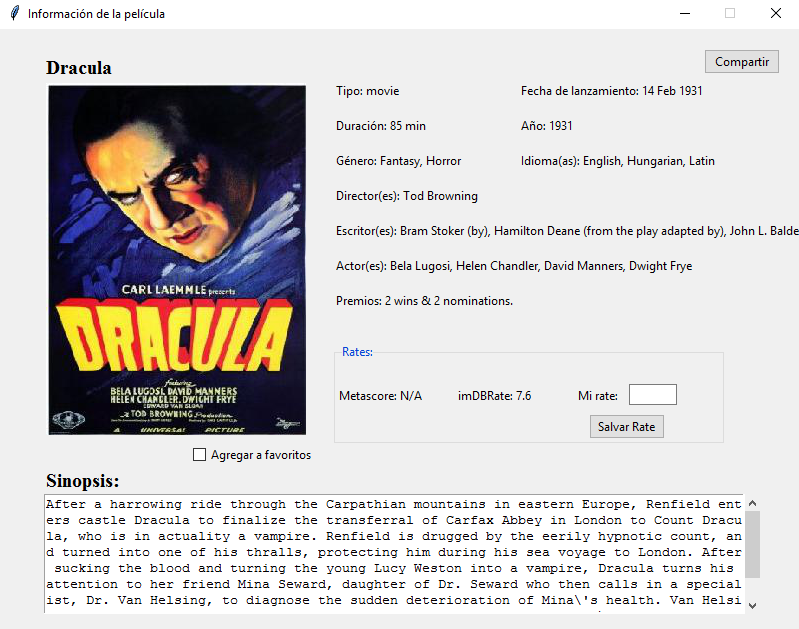 Información de la película
Compartir
Dracula
Tipo: movie
Fecha de lanzamiento: 14 Feb 1931
Duración: 85 min
Año: 1931
Género: Fantasy, Horror
Idioma(as): English, Hungarian, Latin
Director(es): Tod Browning
Escritor(es): Bram Stoker (by), Hamilton Deane (from the play adapted by), John L. Balde
Actor(es): Bela Lugosi, Helen Chandler, David Manners, Dwight Frye
Premios: 2 wins & 2 nominations.
CARL LAEMMLE presents
DRACULA
featuring
BELA LUGOSI, DAVID MANNERS
HELEN CHANDLER, DWIGHT FRYE
EDWARD VAN SLOAN
A TOD BROWNING Production
A UNIVERSAL PICTURE
Rates:
Metascore: N/A
imDBRate: 7.6
Mi rate:
Salvar Rate
Agregar a favoritos
Sinopsis:
After a harrowing ride through the Carpathian mountains in eastern Europe, Renfield ent
ers castle Dracula to finalize the transferral of Carfax Abbey in London to Count Dracu
la, who is in actuality a vampire. Renfield is drugged by the eerily hypnotic count, an
d turned into one of his thralls, protecting him during his sea voyage to London. After
sucking the blood and turning the young Lucy Weston into a vampire, Dracula turns his
attention to her friend Mina Seward, daughter of Dr. Seward who then calls in a special
ist, Dr. Van Helsing, to diagnose the sudden deterioration of Mina\'s health. Van Helsi